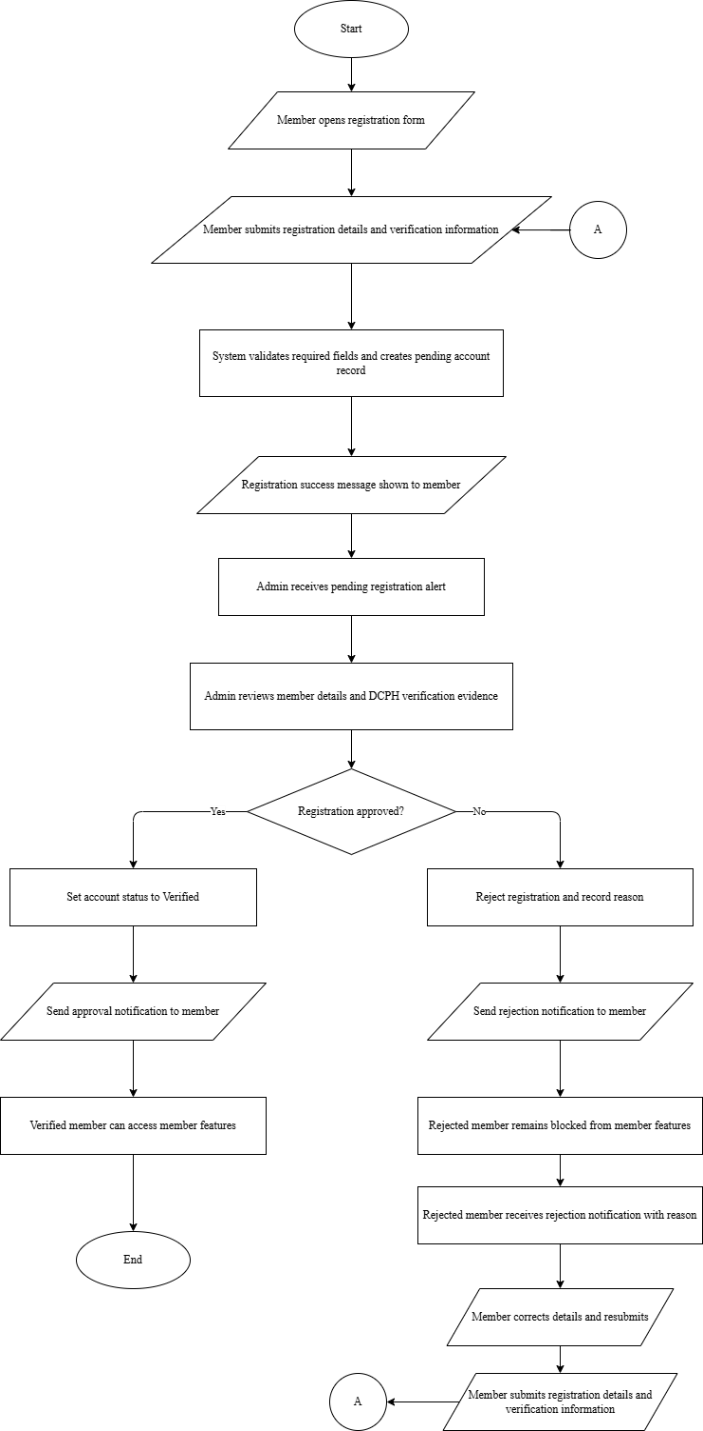 Start
Member opens registration form
Member submits registration details and verification information
A
System validates required fields and creates pending account
record
Registration success message shown to member
Admin receives pending registration alert
Admin reviews member details and DCPH verification evidence
Registration approved?
Yes
No
Set account status to Verified
Reject registration and record reason
Send approval notification to member
Send rejection notification to member
Verified member can access member features
Rejected member remains blocked from member features
Rejected member receives rejection notification with reason
End
Member corrects details and resubmits
Member submits registration details and
verification information
A